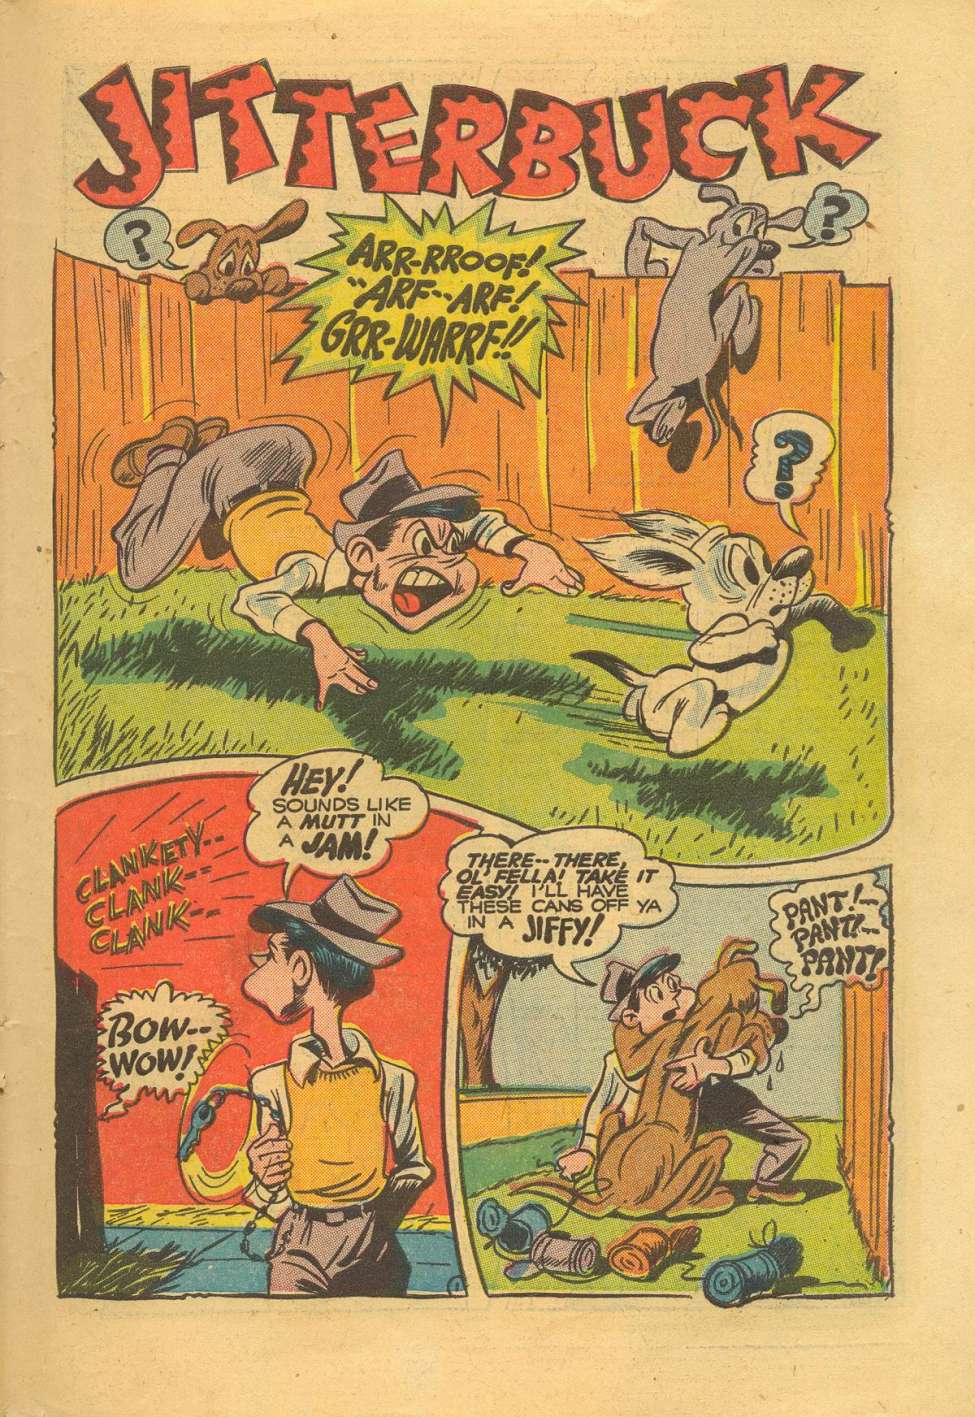 JITTERBUCK
?
?
ARR-RROOF!
"ARF--ARF!
GRR-WARRF!!
?
HEY!
SOUNDS LIKE
A MUTT IN
A JAM!
CLANKETY--
CLANK--
CLANK--
BOW--
WOW!
THERE--THERE,
OL' FELLA! TAKE IT
EASY! I'LL HAVE
THESE CANS OFF YA
IN A JIFFY!
PANT!--
PANT!--
PANT!
1